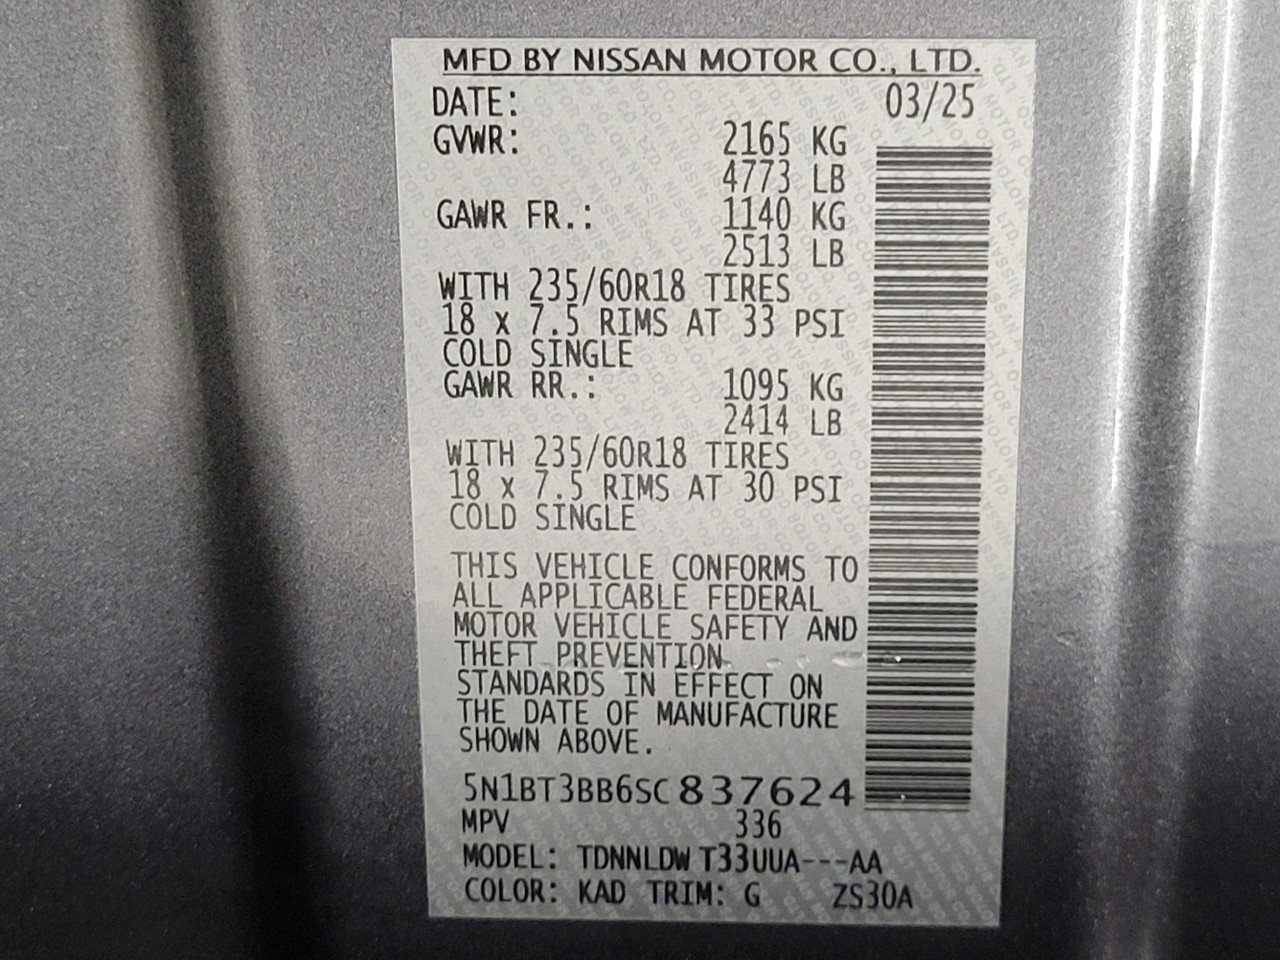 MFD BY NISSAN MOTOR CO., LTD.
DATE: 03/25
GVWR: 2165 KG
4773 LB
GAWR FR.: 1140 KG
2513 LB
WITH 235/60R18 TIRES
18 x 7.5 RIMS AT 33 PSI
COLD SINGLE
GAWR RR.: 1095 KG
2414 LB
WITH 235/60R18 TIRES
18 x 7.5 RIMS AT 30 PSI
COLD SINGLE
THIS VEHICLE CONFORMS TO
ALL APPLICABLE FEDERAL
MOTOR VEHICLE SAFETY AND
THEFT PREVENTION
STANDARDS IN EFFECT ON
THE DATE OF MANUFACTURE
SHOWN ABOVE.
5N1BT3BB6SC837624
MPV 336
MODEL: TDNNLDW T33UUA---AA
COLOR: KAD TRIM: G ZS30A